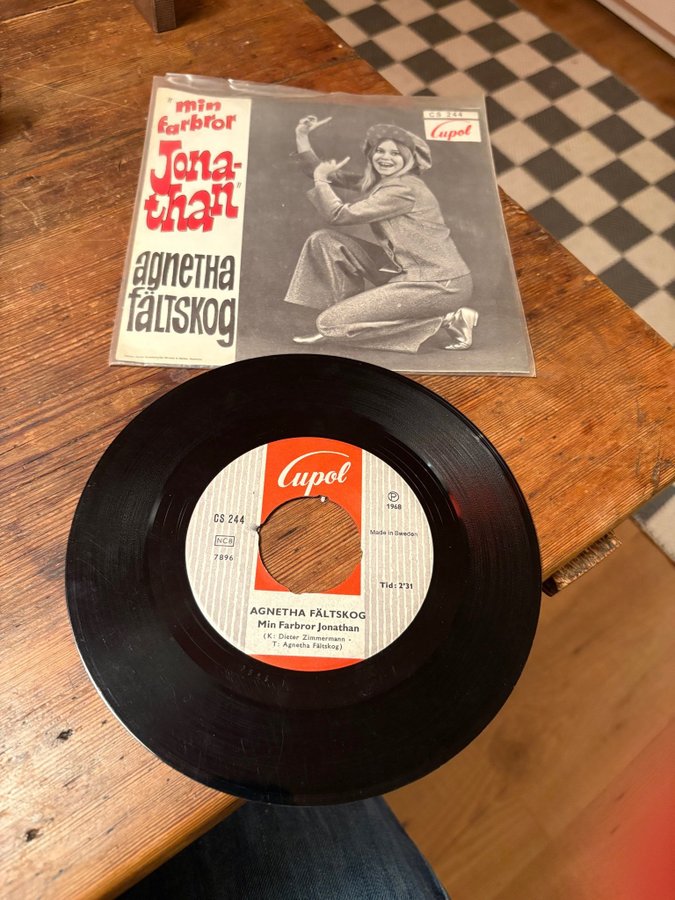 "min
farbror
Jona-
than"
agnetha
fältskog
CS 244
Cupol
Cupol
CS 244
NCB
7896
℗
1968
Made in Sweden
Tid: 2'31
AGNETHA FÄLTSKOG
Min Farbror Jonathan
(K: Dieter Zimmermann -
T: Agnetha Fältskog)